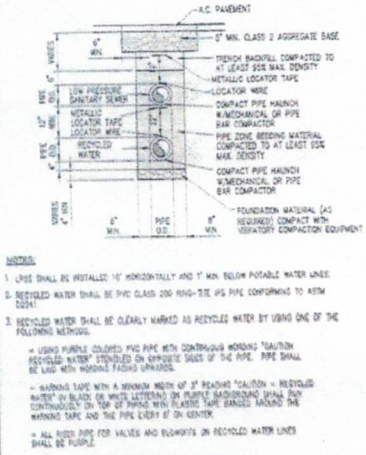 A.C. PAVEMENT
6" MIN. CLASS 2 AGGREGATE BASE
TRENCH BACKFILL COMPACTED TO
AT LEAST 95% MAX. DENSITY
METALLIC LOCATOR TAPE
LOCATOR WIRE
COMPACT PIPE HAUNCH
W/MECHANICAL OR PIPE
BAR COMPACTOR
PIPE ZONE BEDDING MATERIAL
COMPACTED TO AT LEAST 95%
MAX. DENSITY
COMPACT PIPE HAUNCH
W/MECHANICAL OR PIPE
BAR COMPACTOR
FOUNDATION MATERIAL (AS
REQUIRED) COMPACT WITH
VIBRATORY COMPACTION EQUIPMENT
VARIES
6"
MIN.
6"
PIPE
O.D.
12"
MIN.
PIPE
O.D.
4"
VARIES
4" MIN.
LOW PRESSURE
SANITARY SEWER
METALLIC
LOCATOR TAPE
LOCATOR WIRE
12"
RECYCLED
WATER
MIN.
PIPE
O.D.
MIN.
NOTES:
1. LPSS SHALL BE INSTALLED 10' HORIZONTALLY AND 1' MIN. BELOW POTABLE WATER LINES.
2. RECYCLED WATER SHALL BE PVC CLASS 200 RING-TITE IPS PIPE CONFORMING TO ASTM
D2241.
3. RECYCLED WATER SHALL BE CLEARLY MARKED AS RECYCLED WATER BY USING ONE OF THE
FOLLOWING METHODS.
USING PURPLE COLORED PVC PIPE WITH CONTINUOUS WORDING "CAUTION
RECYCLED WATER" STENCILED ON OPPOSITE SIDES OF THE PIPE. PIPE SHALL
BE LAID WITH WORDING FACING UPWARDS.
WARNING TAPE WITH A MINIMUM WIDTH OF 3" READING "CAUTION - RECYCLED
WATER" IN BLACK OR WHITE LETTERING ON PURPLE BACKGROUND SHALL RUN
CONTINUOUSLY ON TOP OF PIPING WITH PLASTIC TAPE BANDED AROUND THE
WARNING TAPE AND THE PIPE EVERY ON CENTER.
ALL RISER PIPE FOR VALVES AND BLOWOFFS ON RECYCLED WATER LINES
SHALL BE PURPLE.